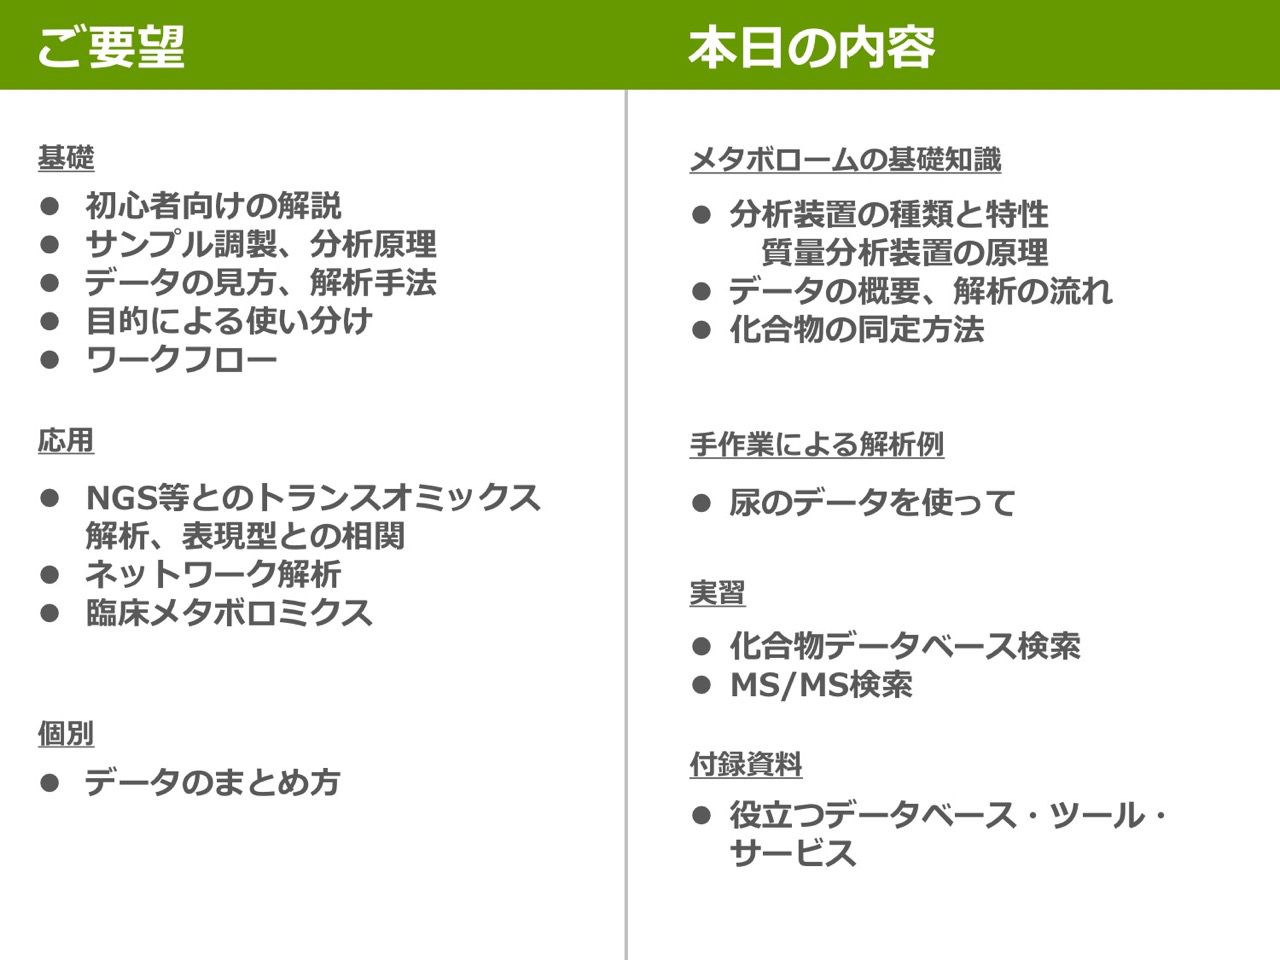 ご要望
基礎
● 初心者向けの解説
● サンプル調製、分析原理
● データの見方、解析手法
● 目的による使い分け
● ワークフロー
応用
● NGS等とのトランスオミックス
解析、表現型との相関
● ネットワーク解析
● 臨床メタボロミクス
個別
● データのまとめ方
本日の内容
メタボロームの基礎知識
● 分析装置の種類と特性
質量分析装置の原理
● データの概要、解析の流れ
● 化合物の同定方法
手作業による解析例
● 尿のデータを使って
実習
● 化合物データベース検索
● MS/MS検索
付録資料
● 役立つデータベース・ツール・
サービス